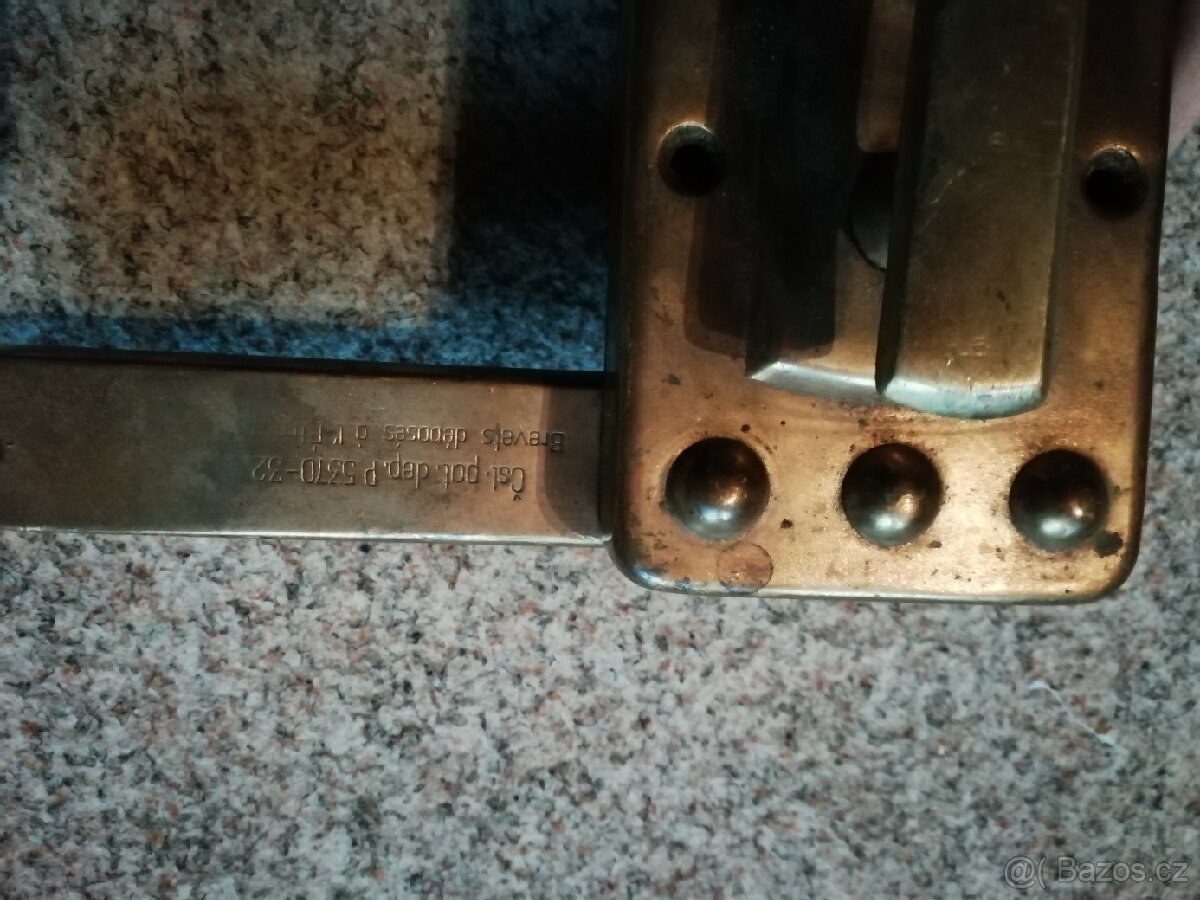 Čsl. pat. dep. P 5370-32
Brevets déposés à
Bazos.cz